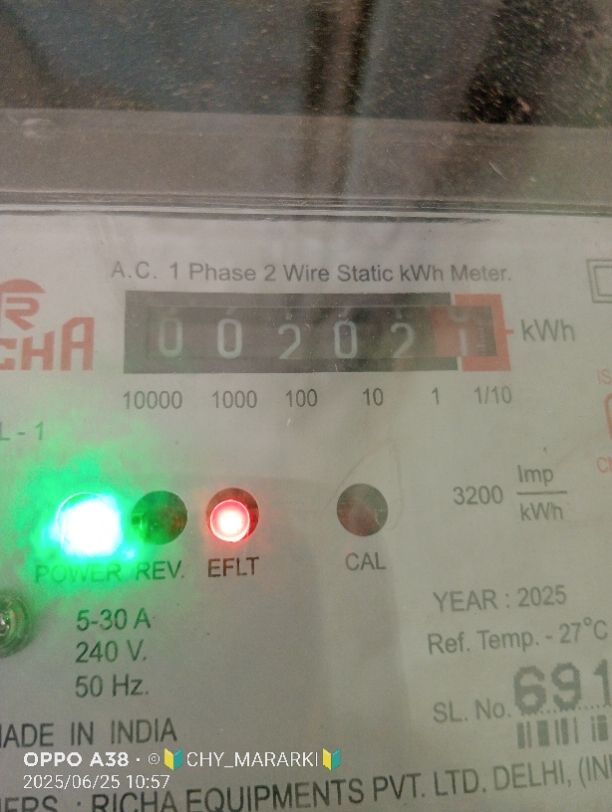 A.C. 1 Phase 2 Wire Static kWh Meter.
RICHA
0 0 2 0 2 1 kWh
10000 1000 100 10 1 1/10
L - 1
3200 Imp
kWh
POWER REV. EFLT CAL
5-30 A
240 V.
50 Hz.
YEAR : 2025
Ref. Temp. - 27°C
SL. No. 691
MADE IN INDIA
OPPO A38 · © 🔰CHY_MARARKI🔰
2025/06/25 10:57
ERS : RICHA EQUIPMENTS PVT. LTD. DELHI, (IN